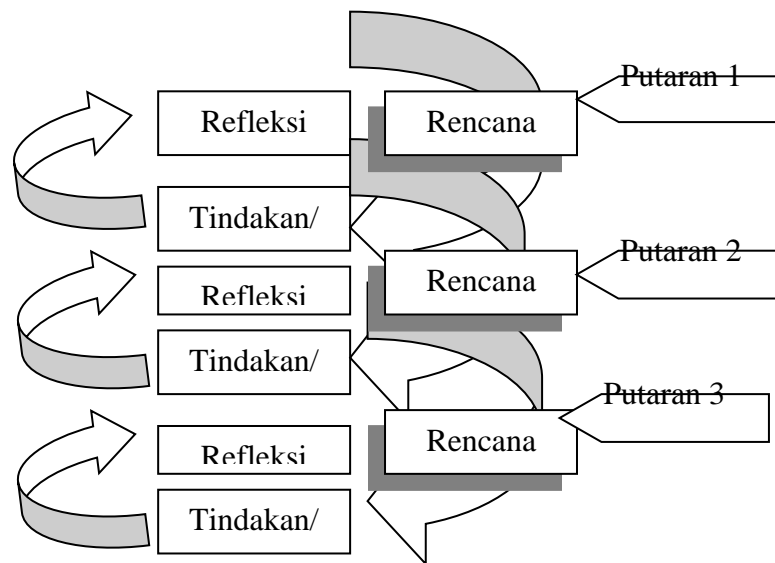 Putaran 1
Refleksi
Rencana
Tindakan/
Putaran 2
Refleksi
Rencana
Tindakan/
Putaran 3
Refleksi
Rencana
Tindakan/